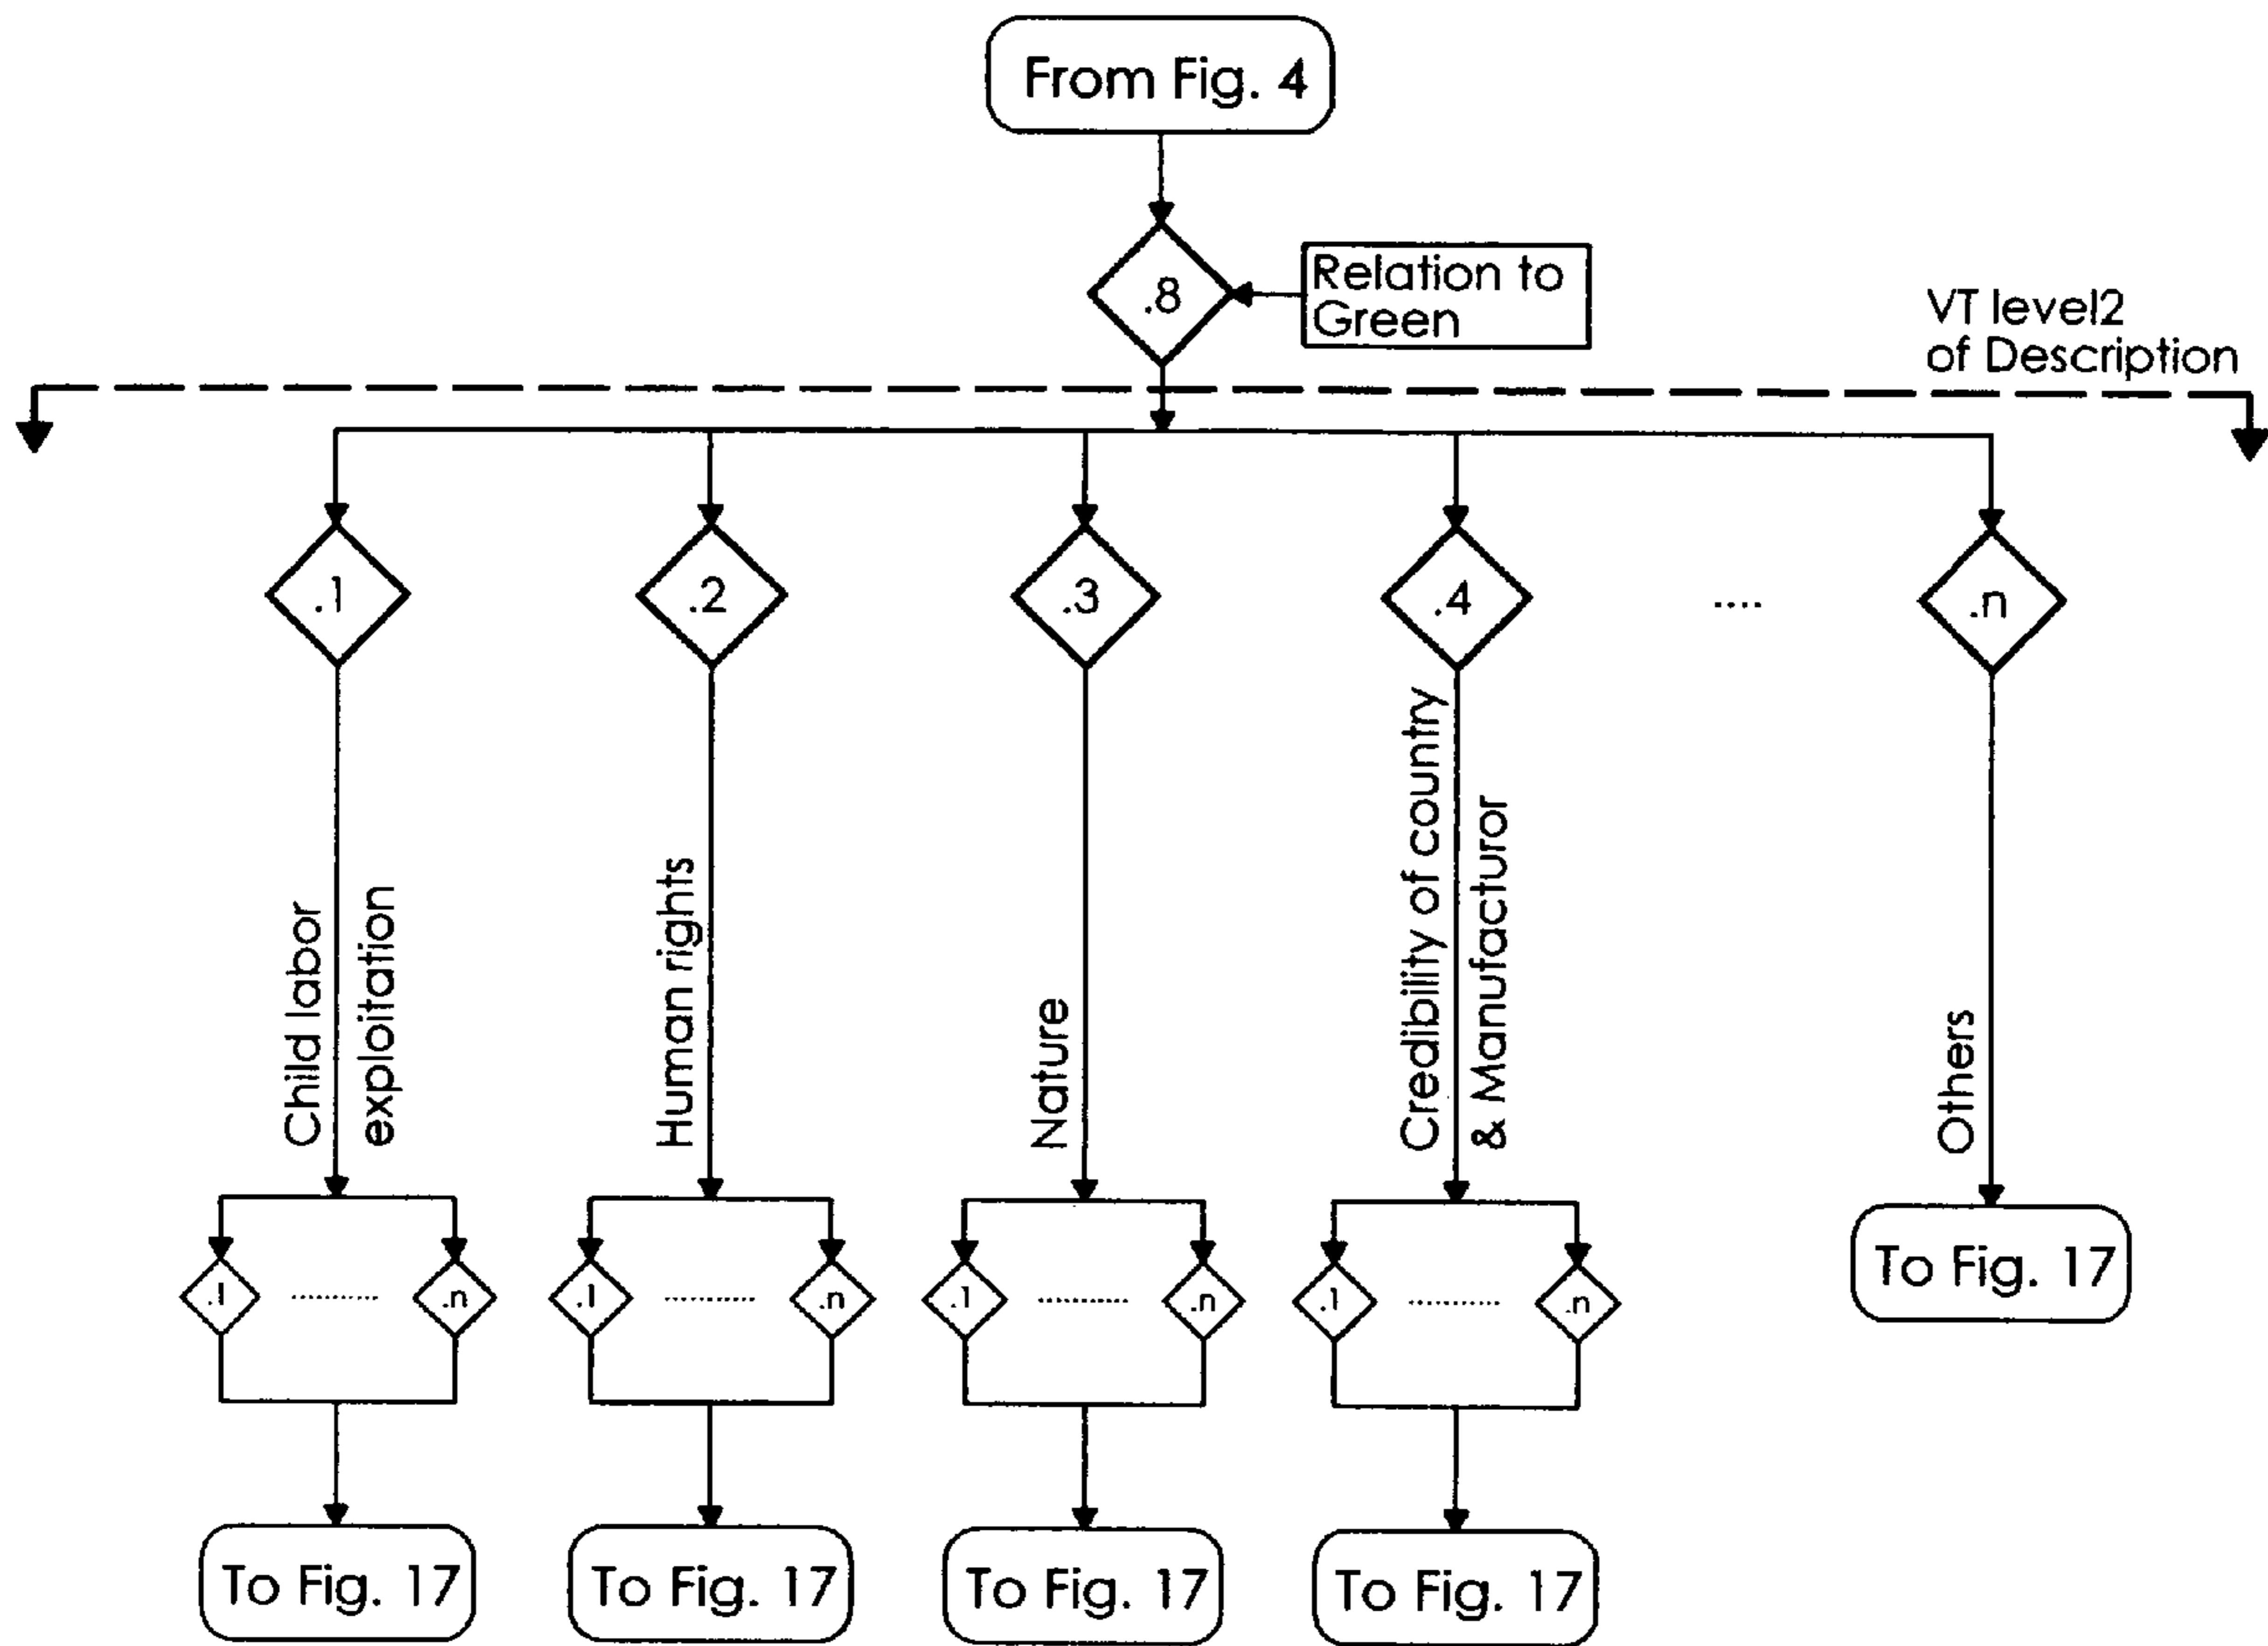 From Fig. 4
.8
Relation to
Green
VT level2
of Description
.1
.2
.3
.4
....
.n
Child labor
exploitation
Human rights
Nature
Credibility of country
& Manufacturor
Others
.1
.........
.n
.1
.........
.n
.1
.........
.n
.1
.........
.n
To Fig. 17
To Fig. 17
To Fig. 17
To Fig. 17
To Fig. 17